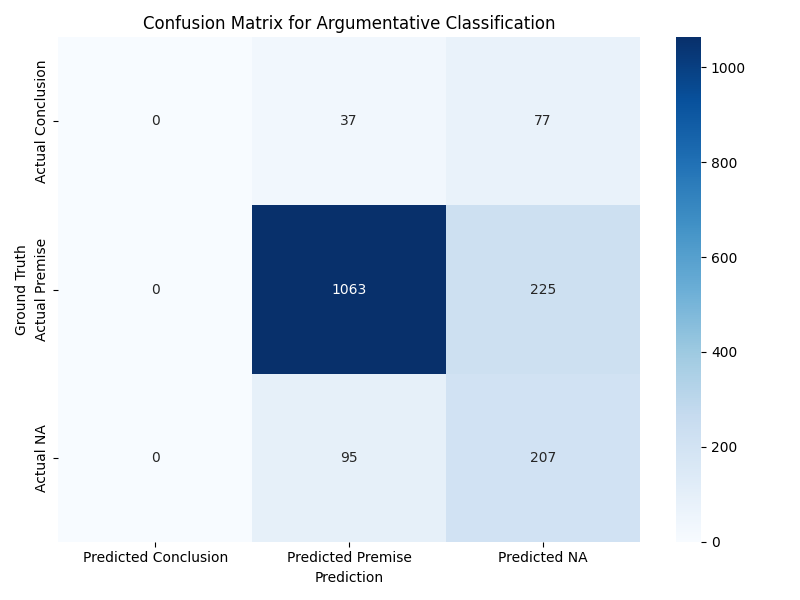 Confusion Matrix for Argumentative Classification
Ground Truth
Actual Conclusion
0 37 77
Actual Premise
0 1063 225
Actual NA
0 95 207
Predicted Conclusion Predicted Premise Predicted NA
Prediction
1000
800
600
400
200
0